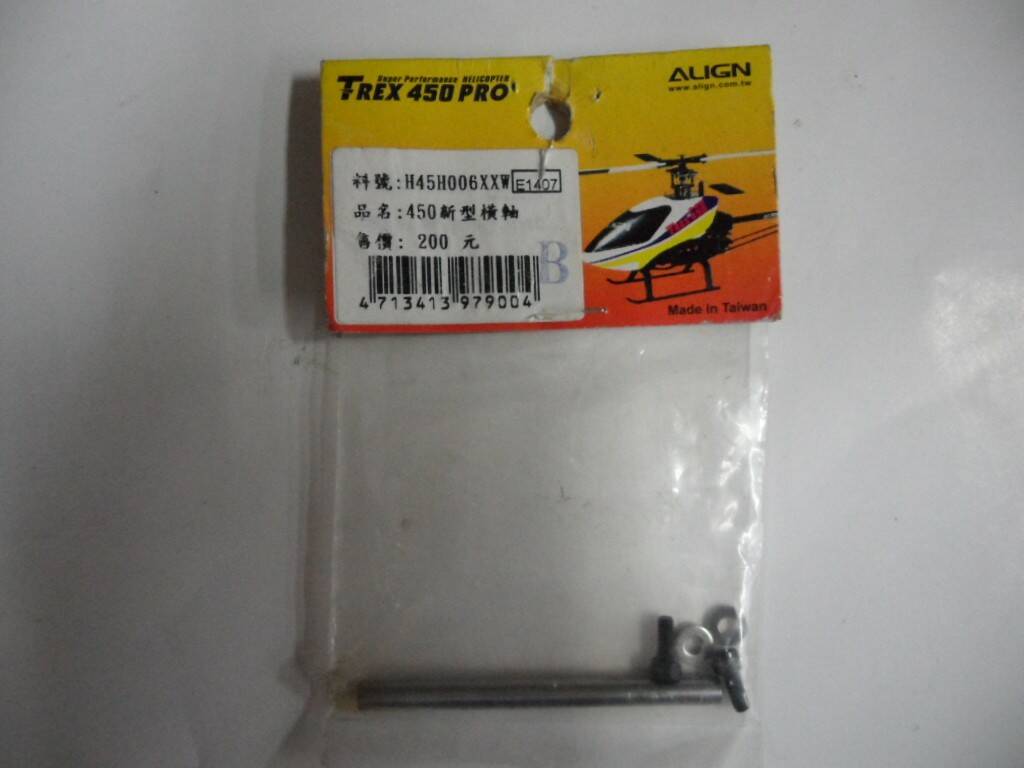 Super Performance HELICOPTER
TREX 450 PRO
ALIGN
www.align.com.tw
料號:H45H006XXW E1407
品名:450新型橫軸
售價: 200 元
B
4 713413 979004
Made in Taiwan